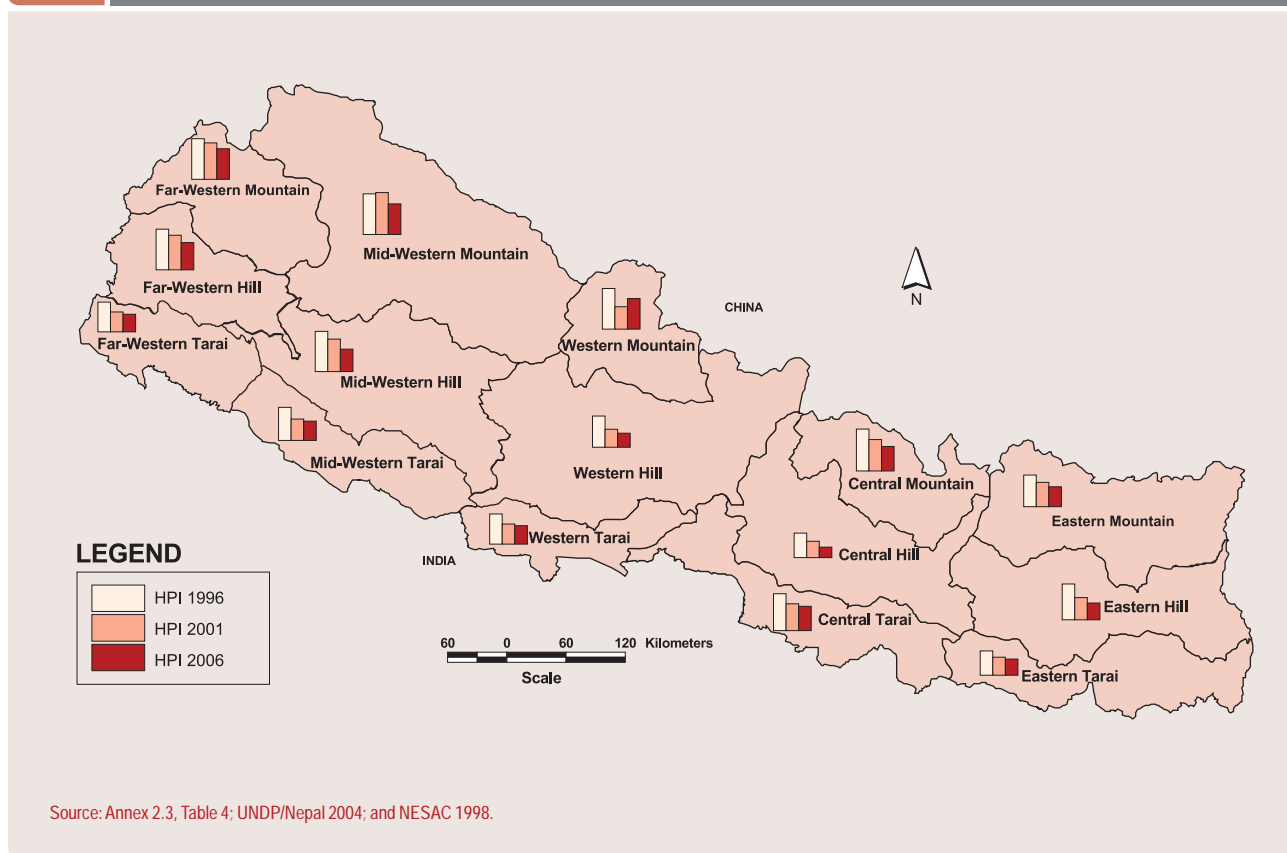 Far-Western Mountain
Mid-Western Mountain
Far-Western Hill
N
CHINA
Far-Western Tarai
Western Mountain
Mid-Western Hill
Mid-Western Tarai
Western Hill
Central Mountain
Eastern Mountain
Western Tarai
Central Hill
INDIA
Eastern Hill
Central Tarai
Eastern Tarai
LEGEND
HPI 1996
HPI 2001
HPI 2006
60 0 60 120 Kilometers
Scale
Source: Annex 2.3, Table 4; UNDP/Nepal 2004; and NESAC 1998.